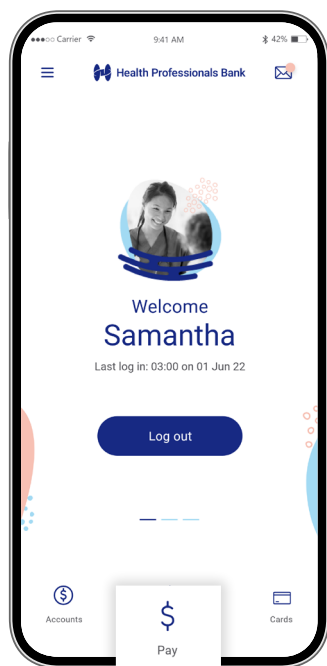 Carrier 9:41 AM 42%
Health Professionals Bank
Welcome
Samantha
Last log in: 03:00 on 01 Jun 22
Log out
$ $
Accounts Pay Cards